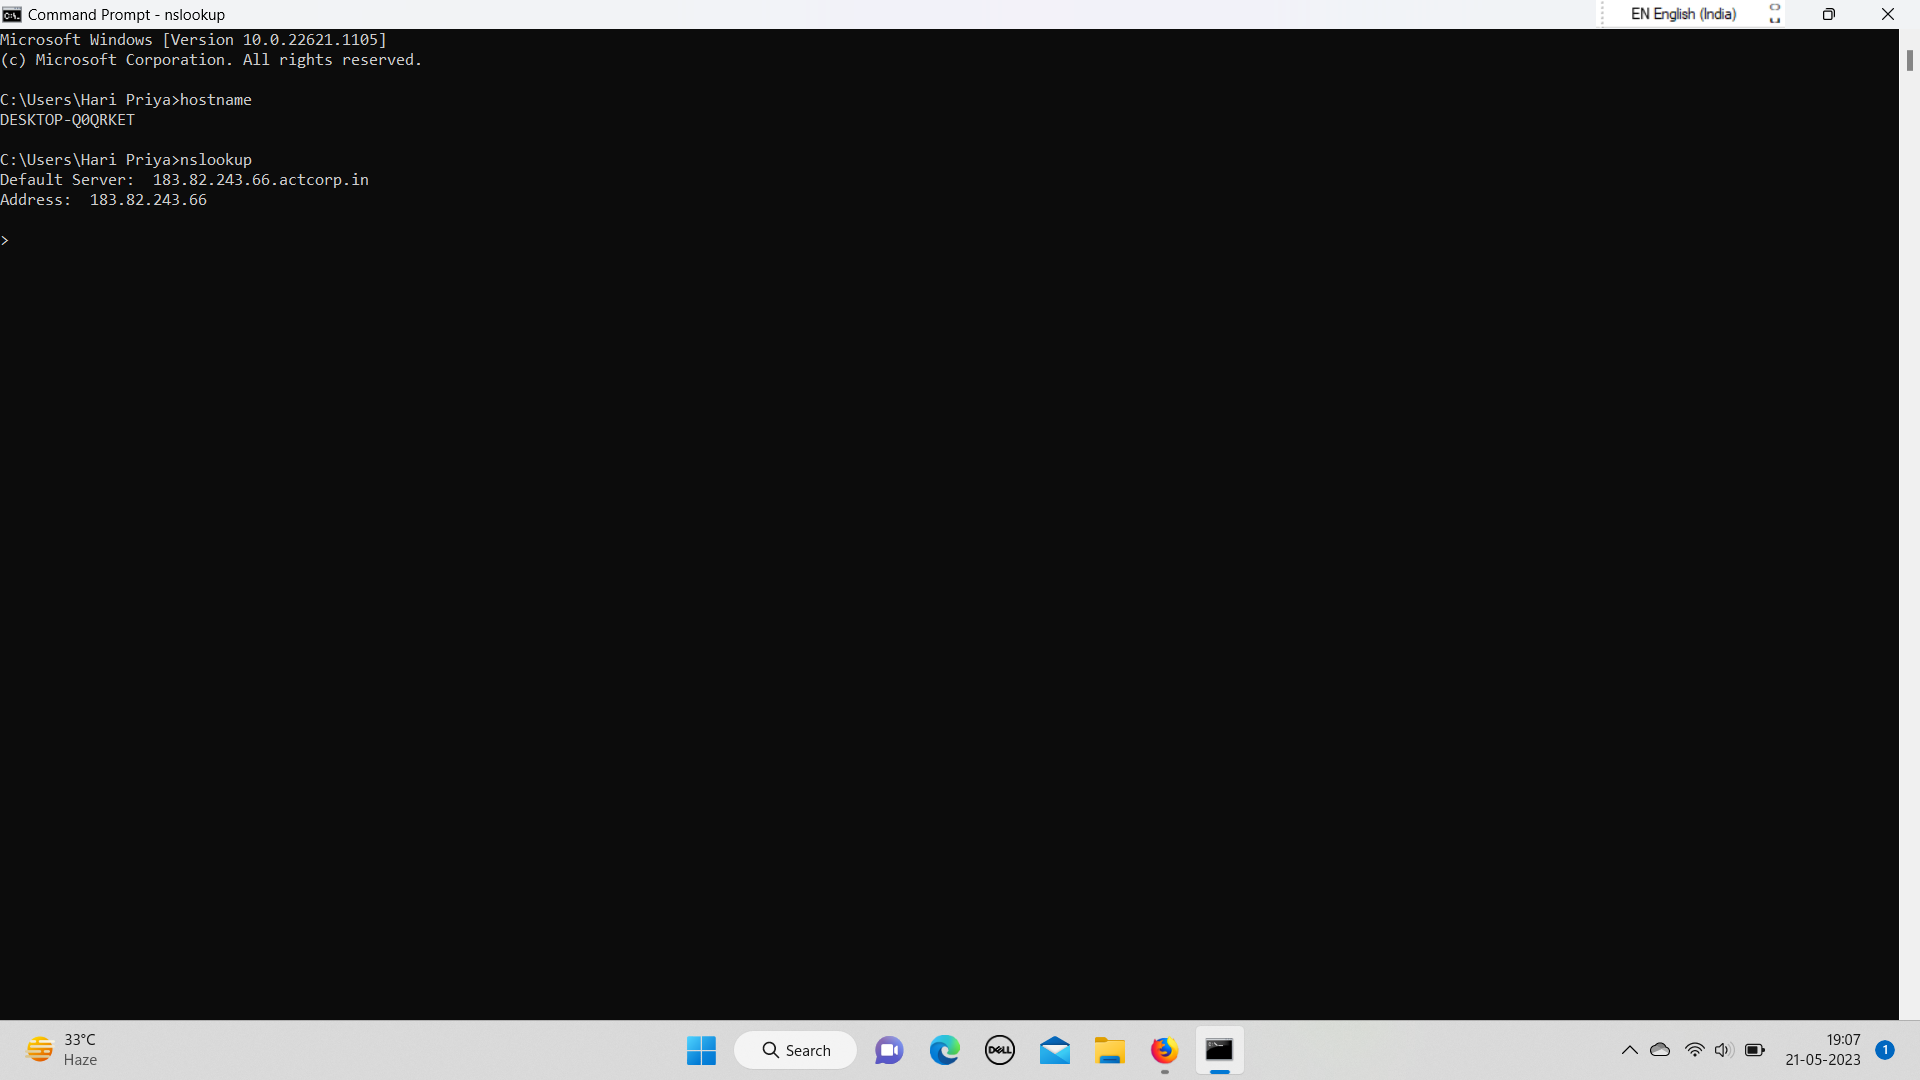 Command Prompt - nslookup
EN English (India)
Microsoft Windows [Version 10.0.22621.1105]
(c) Microsoft Corporation. All rights reserved.
C:\Users\Hari Priya>hostname
DESKTOP-Q0QRKET
C:\Users\Hari Priya>nslookup
Default Server:  183.82.243.66.actcorp.in
Address:  183.82.243.66
>
33°C
Haze
Search
DELL
19:07
21-05-2023
1